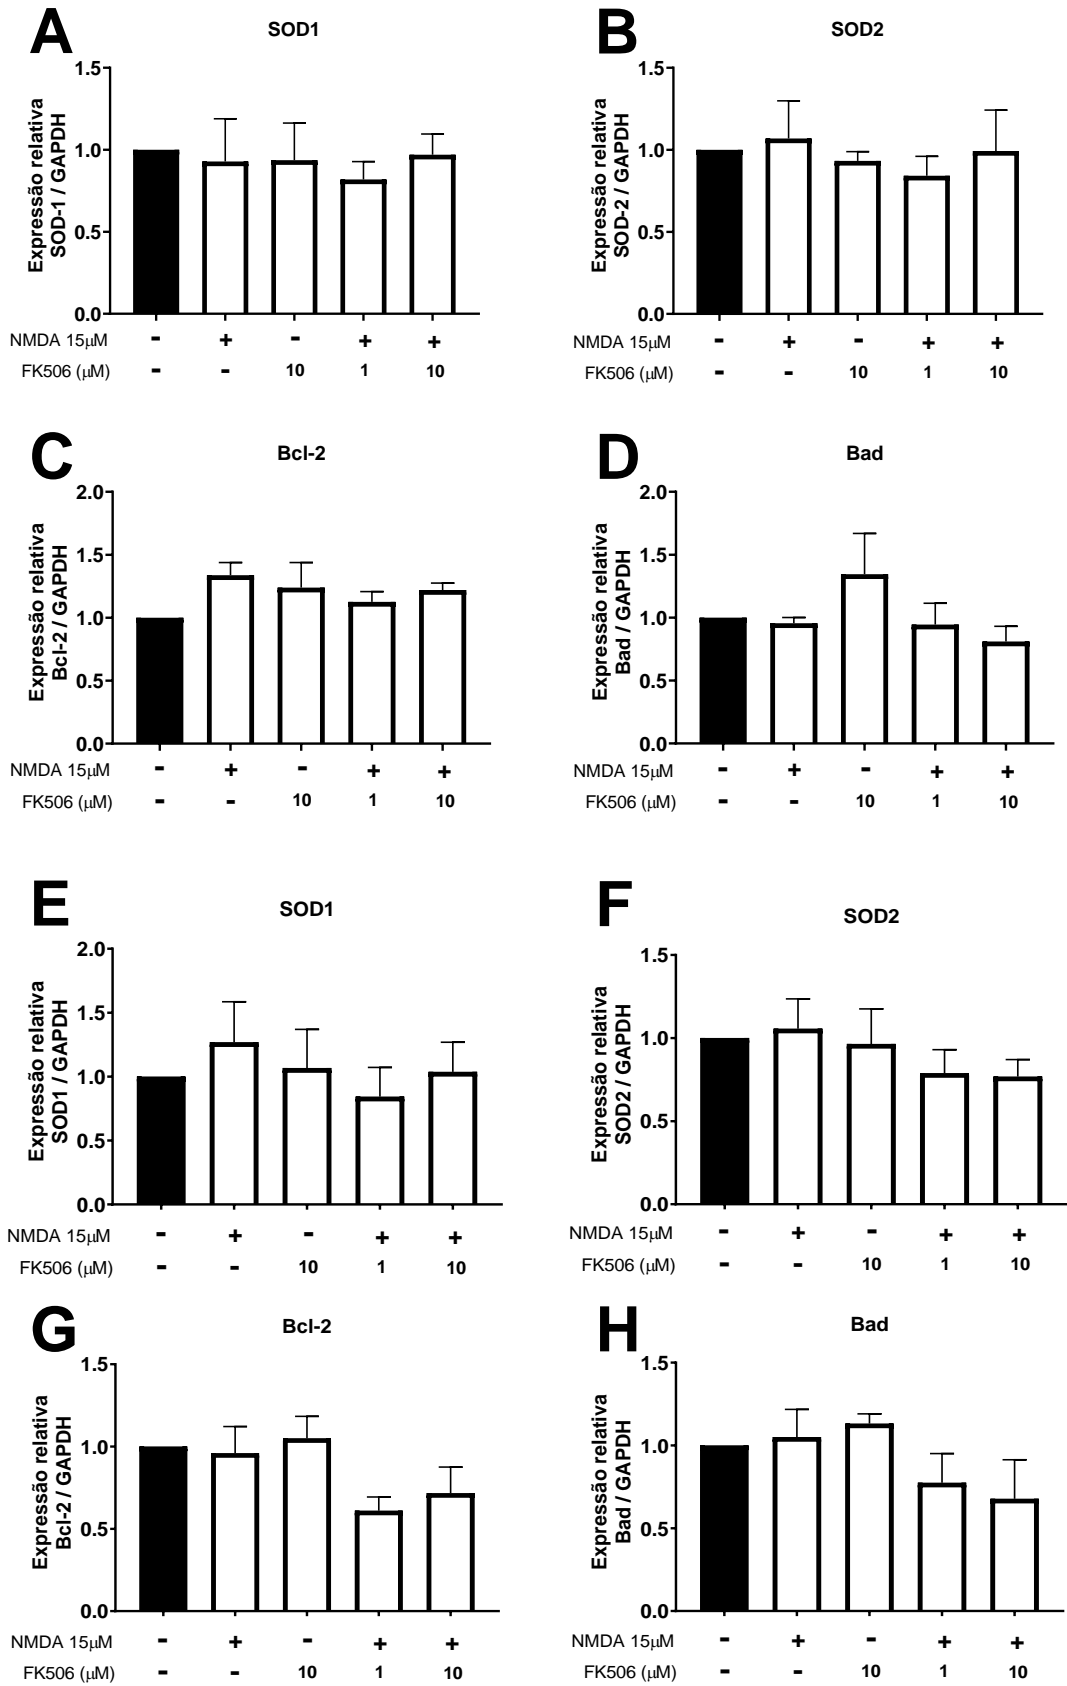 A
SOD1
Expressão relativa
SOD-1 / GAPDH
1.5
1.0
0.5
0.0
NMDA 15µM - + - + +
FK506 (µM) - - 10 1 10
B
SOD2
Expressão relativa
SOD-2 / GAPDH
1.5
1.0
0.5
0.0
NMDA 15µM - + - + +
FK506 (µM) - - 10 1 10
C
Bcl-2
Expressão relativa
Bcl-2 / GAPDH
2.0
1.5
1.0
0.5
0.0
NMDA 15µM - + - + +
FK506 (µM) - - 10 1 10
D
Bad
Expressão relativa
Bad / GAPDH
2.0
1.5
1.0
0.5
0.0
NMDA 15µM - + - + +
FK506 (µM) - - 10 1 10
E
SOD1
Expressão relativa
SOD1 / GAPDH
2.0
1.5
1.0
0.5
0.0
NMDA 15µM - + - + +
FK506 (µM) - - 10 1 10
F
SOD2
Expressão relativa
SOD2 / GAPDH
1.5
1.0
0.5
0.0
NMDA 15µM - + - + +
FK506 (µM) - - 10 1 10
G
Bcl-2
Expressão relativa
Bcl-2 / GAPDH
1.5
1.0
0.5
0.0
NMDA 15µM - + - + +
FK506 (µM) - - 10 1 10
H
Bad
Expressão relativa
Bad / GAPDH
1.5
1.0
0.5
0.0
NMDA 15µM - + - + +
FK506 (µM) - - 10 1 10